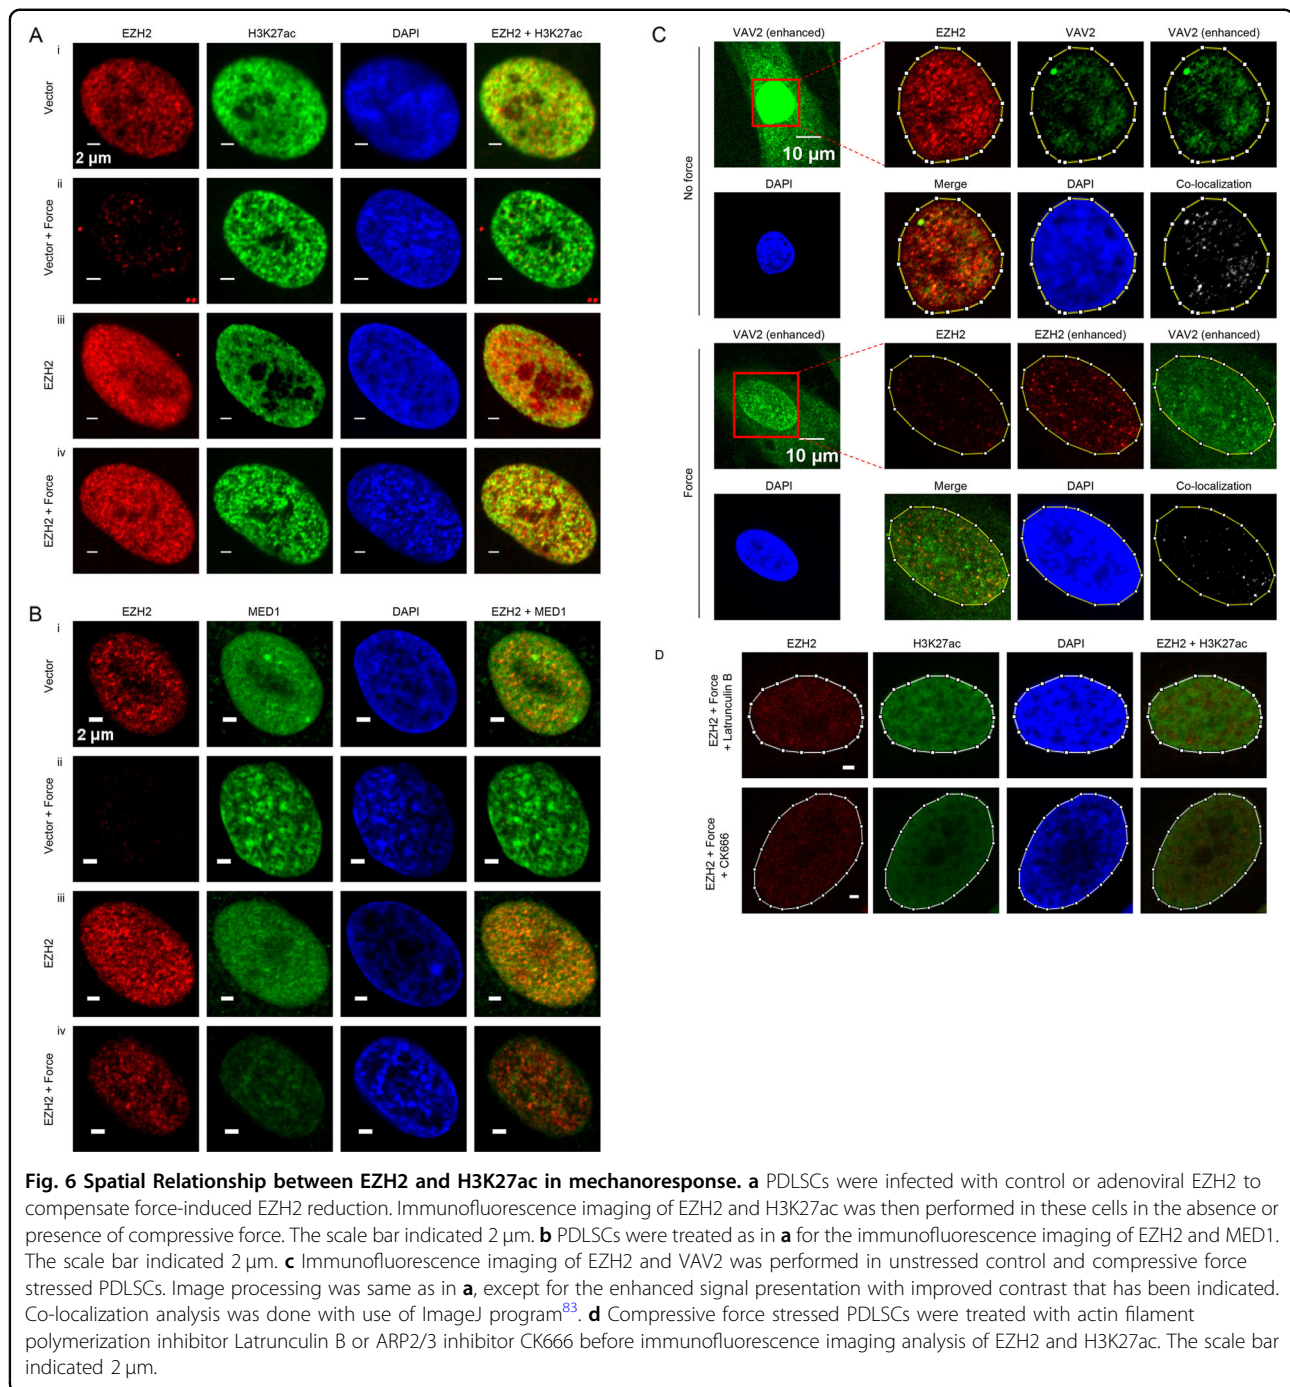 A
EZH2 H3K27ac DAPI EZH2 + H3K27ac
i
Vector
2 µm
ii
Vector + Force
iii
EZH2
iv
EZH2 + Force
B
EZH2 MED1 DAPI EZH2 + MED1
i
Vector
2 µm
ii
Vector + Force
iii
EZH2
iv
EZH2 + Force
C
VAV2 (enhanced) EZH2 VAV2 VAV2 (enhanced)
10 µm
No force
DAPI Merge DAPI Co-localization
VAV2 (enhanced) EZH2 EZH2 (enhanced) VAV2 (enhanced)
10 µm
Force
DAPI Merge DAPI Co-localization
D
EZH2 H3K27ac DAPI EZH2 + H3K27ac
EZH2 + Force
+ Latrunculin B
EZH2 + Force
+ CK666
Fig. 6 Spatial Relationship between EZH2 and H3K27ac in mechanoresponse. a PDLSCs were infected with control or adenoviral EZH2 to
compensate force-induced EZH2 reduction. Immunofluorescence imaging of EZH2 and H3K27ac was then performed in these cells in the absence or
presence of compressive force. The scale bar indicated 2 µm. b PDLSCs were treated as in a for the immunofluorescence imaging of EZH2 and MED1.
The scale bar indicated 2 µm. c Immunofluorescence imaging of EZH2 and VAV2 was performed in unstressed control and compressive force
stressed PDLSCs. Image processing was same as in a, except for the enhanced signal presentation with improved contrast that has been indicated.
Co-localization analysis was done with use of ImageJ program83. d Compressive force stressed PDLSCs were treated with actin filament
polymerization inhibitor Latrunculin B or ARP2/3 inhibitor CK666 before immunofluorescence imaging analysis of EZH2 and H3K27ac. The scale bar
indicated 2 µm.